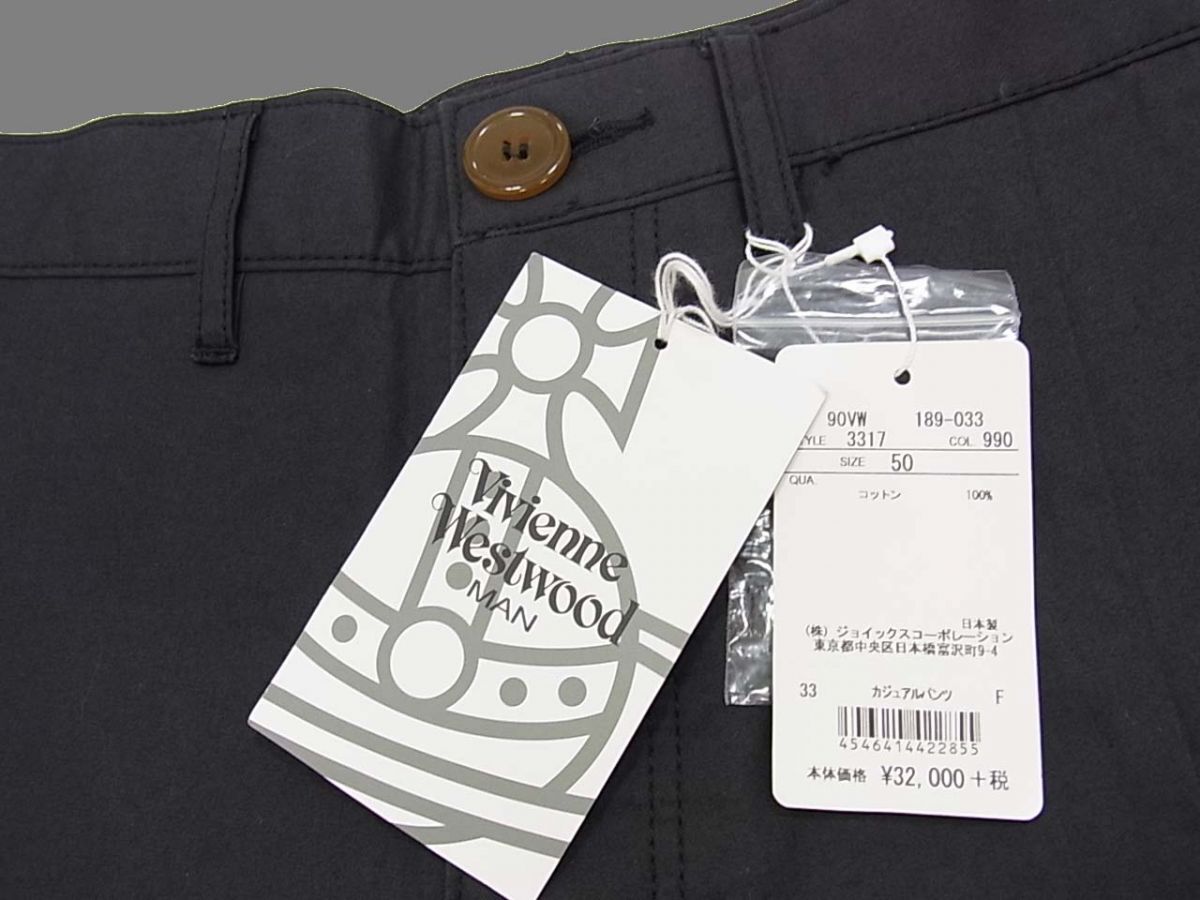 Vivienne
Westwood
MAN
90VW 189-033
STYLE 3317 COL. 990
SIZE 50
QUA.
コットン 100%
日本製
(株) ジョイックスコーポレーション
東京都中央区日本橋富沢町9-4
33 カジュアルパンツ F
4546414422855
本体価格 ¥32,000+税